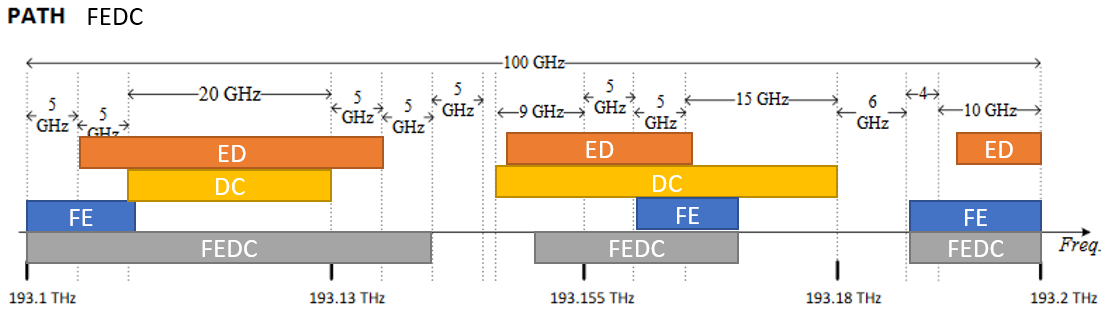 PATH FEDC
100 GHz
5 GHz
5 GHz
20 GHz
5 GHz
5 GHz
5 GHz
9 GHz
5 GHz
5 GHz
15 GHz
6 GHz
4
10 GHz
ED
ED
ED
DC
DC
FE
FE
FE
FEDC
FEDC
FEDC
Freq.
193.1 THz
193.13 THz
193.155 THz
193.18 THz
193.2 THz